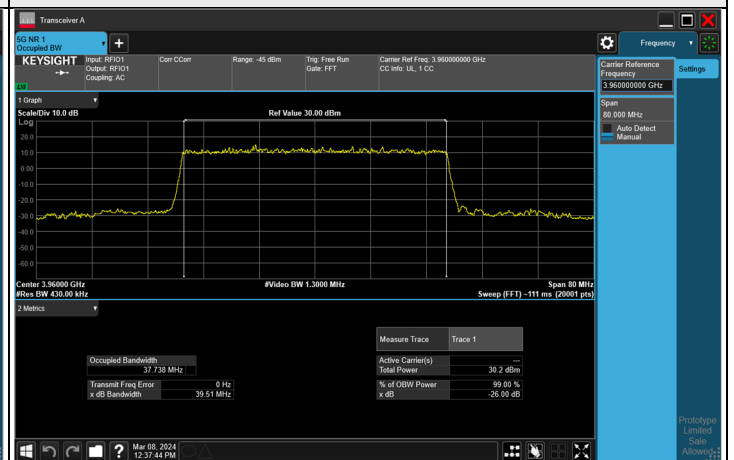 Transceiver A
5G NR 1
Occupied BW
Frequency
KEYSIGHT
LXI
Input: RFIO1
Output: RFIO1
Coupling: AC
Corr CCorr
Range: -45 dBm
Trig: Free Run
Gate: FFT
Carrier Ref Freq: 3.960000000 GHz
CC Info: UL, 1 CC
Carrier Reference
Frequency
3.960000000 GHz
Settings
Span
80.000 MHz
Auto Detect
Manual
1 Graph
Scale/Div 10.0 dB
Ref Value 30.00 dBm
Log
20.0
10.0
0.00
-10.0
-20.0
-30.0
-40.0
-50.0
-60.0
Center 3.96000 GHz
#Video BW 1.3000 MHz
Span 80 MHz
#Res BW 430.00 kHz
Sweep (FFT) ~111 ms (20001 pts)
2 Metrics
Measure Trace Trace 1
Occupied Bandwidth
37.738 MHz
Active Carrier(s) ---
Total Power 30.2 dBm
Transmit Freq Error 0 Hz
x dB Bandwidth 39.51 MHz
% of OBW Power 99.00 %
x dB -26.00 dB
Prototype
Limited
Sale
Allowed
Mar 08, 2024
12:37:44 PM